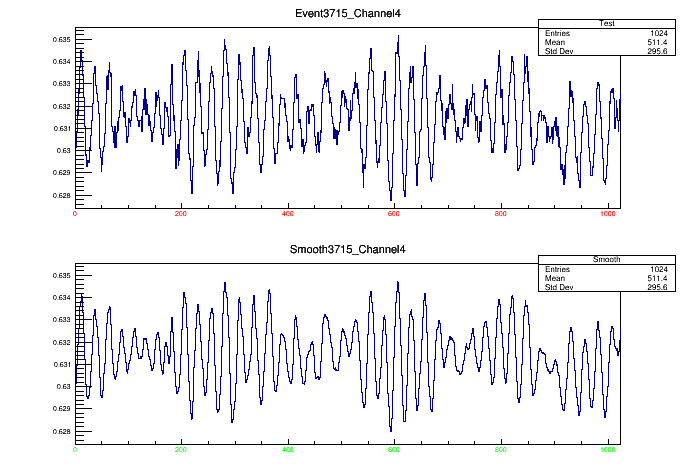 Event3715_Channel4
Test
Entries 1024
Mean 511.4
Std Dev 295.6
0.635
0.634
0.633
0.632
0.631
0.63
0.629
0.628
0 200 400 600 800 1000
Smooth3715_Channel4
Smooth
Entries 1024
Mean 511.4
Std Dev 295.6
0.635
0.634
0.633
0.632
0.631
0.63
0.629
0.628
0 200 400 600 800 1000